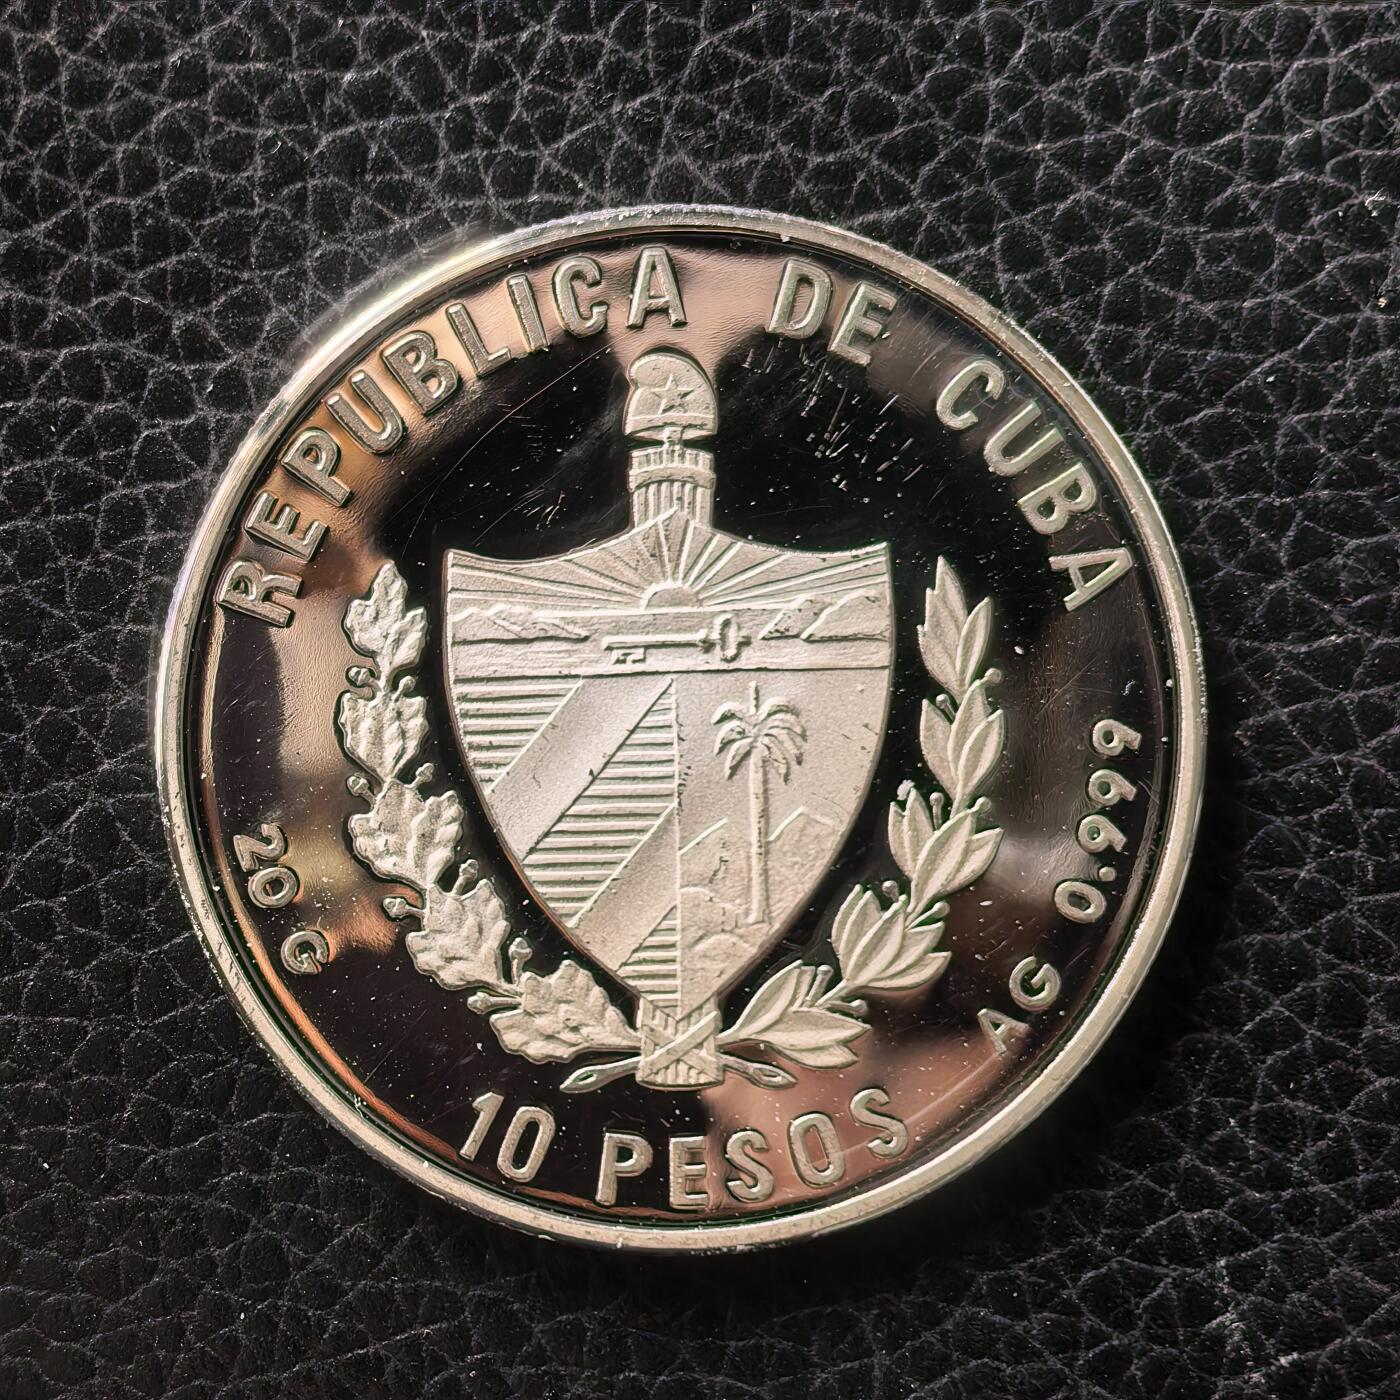 REPUBLICA DE CUBA
20 G
AG 0.999
10 PESOS